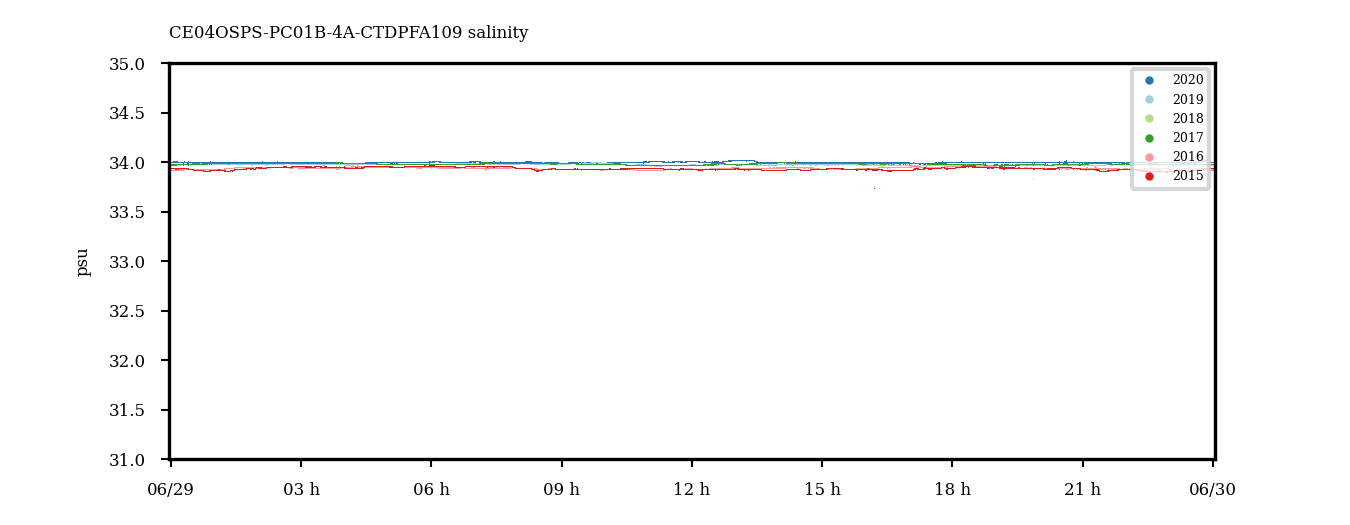 CE04OSPS-PC01B-4A-CTDPFA109 salinity
35.0
34.5
34.0
33.5
33.0
32.5
32.0
31.5
31.0
psu
2020
2019
2018
2017
2016
2015
06/29
03 h
06 h
09 h
12 h
15 h
18 h
21 h
06/30